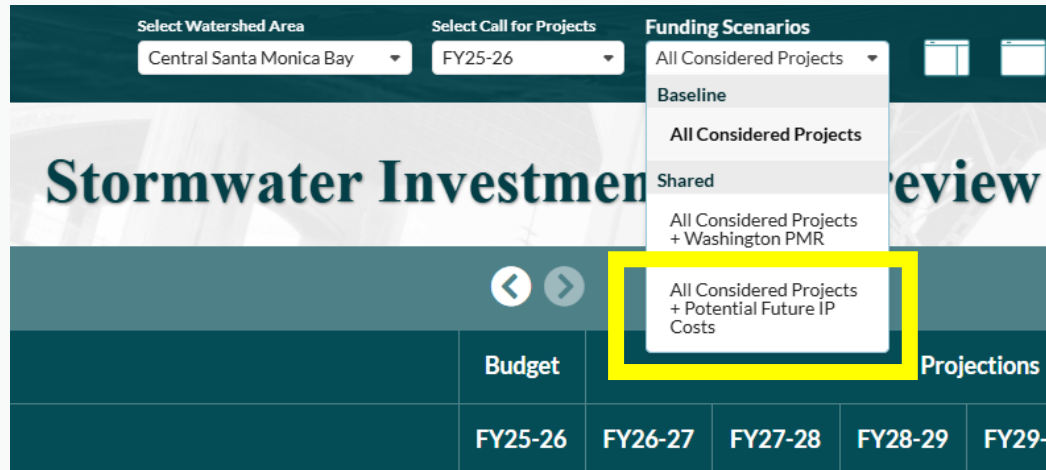 Select Watershed Area
Select Call for Projects
Funding Scenarios
Central Santa Monica Bay
FY25-26
All Considered Projects
Baseline
All Considered Projects
Shared
All Considered Projects
+ Washington PMR
All Considered Projects
+ Potential Future IP
Costs
Stormwater Investmen review
Budget
Projections
FY25-26
FY26-27
FY27-28
FY28-29
FY29-